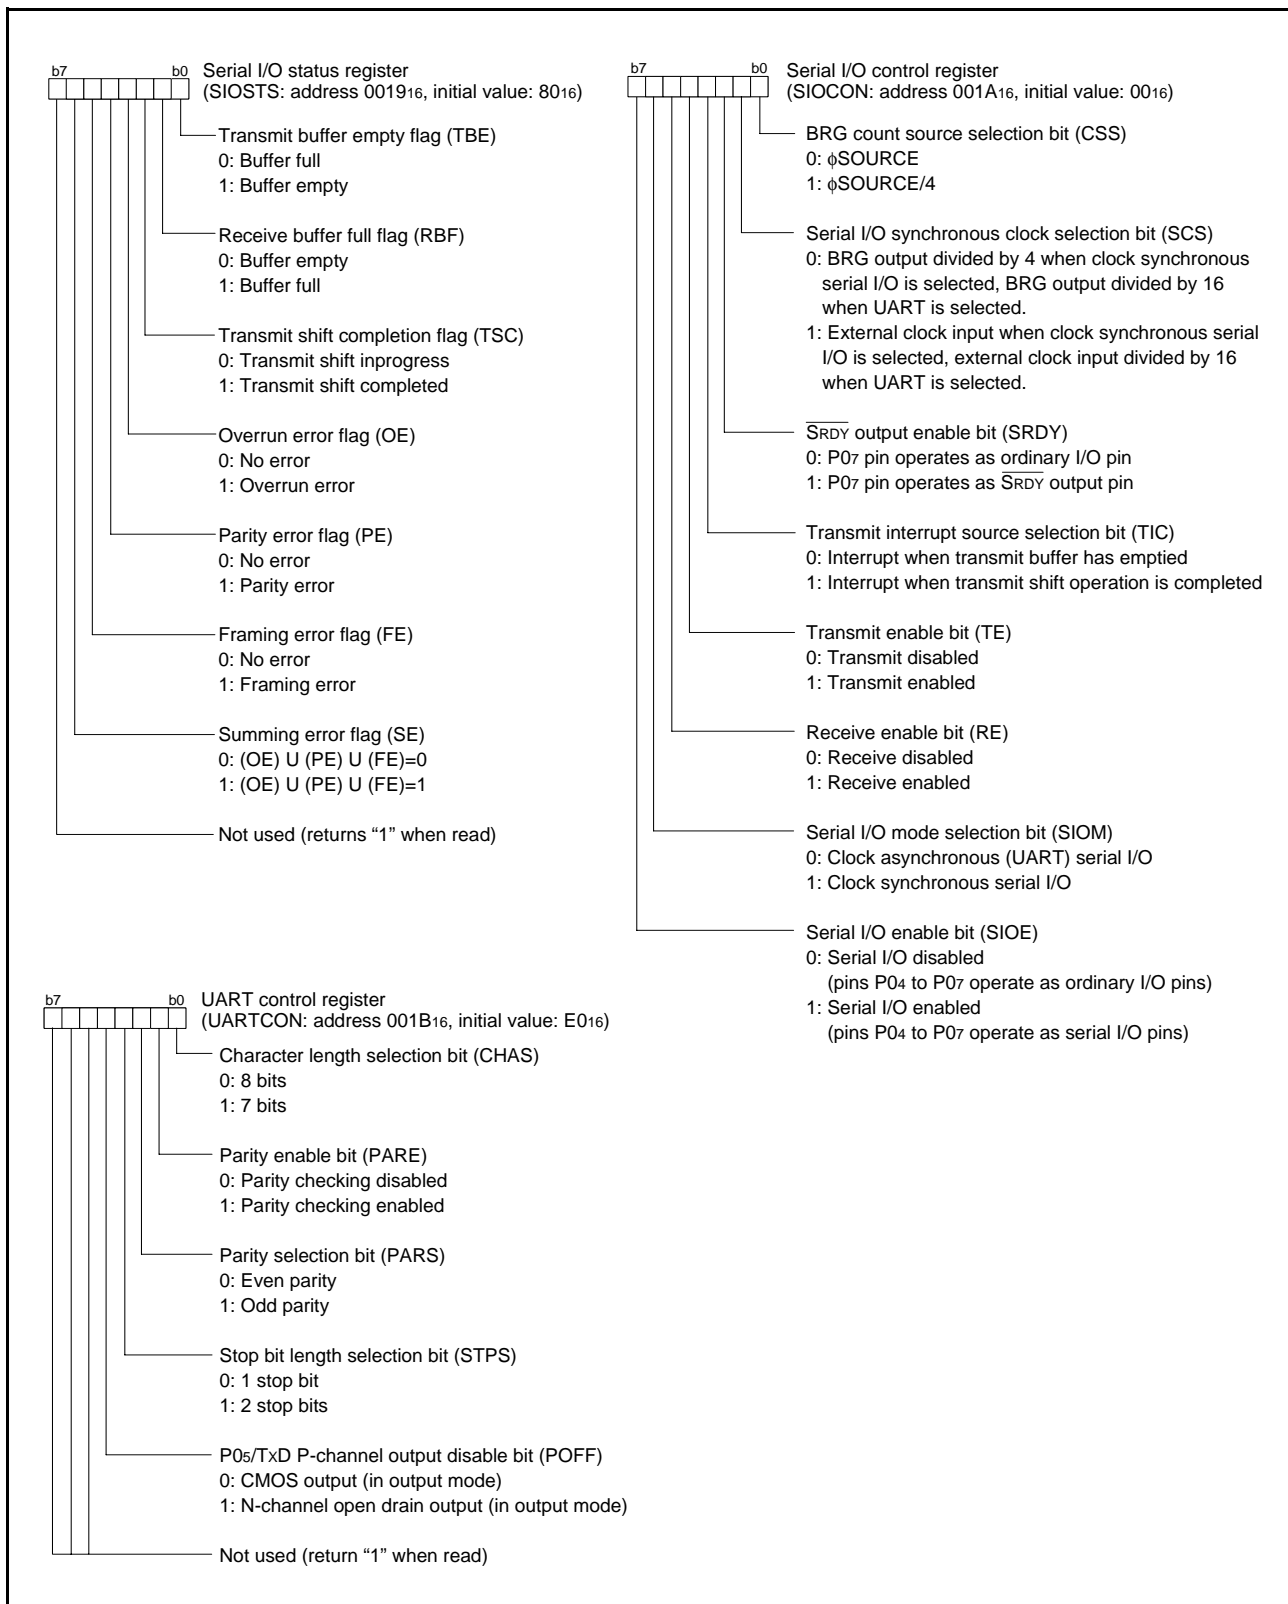 b7
b0
Serial I/O status register
(SIOSTS: address 001916, initial value: 8016)
Transmit buffer empty flag (TBE)
0: Buffer full
1: Buffer empty
Receive buffer full flag (RBF)
0: Buffer empty
1: Buffer full
Transmit shift completion flag (TSC)
0: Transmit shift inprogress
1: Transmit shift completed
Overrun error flag (OE)
0: No error
1: Overrun error
Parity error flag (PE)
0: No error
1: Parity error
Framing error flag (FE)
0: No error
1: Framing error
Summing error flag (SE)
0: (OE) U (PE) U (FE)=0
1: (OE) U (PE) U (FE)=1
Not used (returns “1” when read)
b7
b0
UART control register
(UARTCON: address 001B16, initial value: E016)
Character length selection bit (CHAS)
0: 8 bits
1: 7 bits
Parity enable bit (PARE)
0: Parity checking disabled
1: Parity checking enabled
Parity selection bit (PARS)
0: Even parity
1: Odd parity
Stop bit length selection bit (STPS)
0: 1 stop bit
1: 2 stop bits
P05/TxD P-channel output disable bit (POFF)
0: CMOS output (in output mode)
1: N-channel open drain output (in output mode)
Not used (return “1” when read)
b7
b0
Serial I/O control register
(SIOCON: address 001A16, initial value: 0016)
BRG count source selection bit (CSS)
0: ϕSOURCE
1: ϕSOURCE/4
Serial I/O synchronous clock selection bit (SCS)
0: BRG output divided by 4 when clock synchronous
serial I/O is selected, BRG output divided by 16
when UART is selected.
1: External clock input when clock synchronous serial
I/O is selected, external clock input divided by 16
when UART is selected.
SRDY output enable bit (SRDY)
0: P07 pin operates as ordinary I/O pin
1: P07 pin operates as SRDY output pin
Transmit interrupt source selection bit (TIC)
0: Interrupt when transmit buffer has emptied
1: Interrupt when transmit shift operation is completed
Transmit enable bit (TE)
0: Transmit disabled
1: Transmit enabled
Receive enable bit (RE)
0: Receive disabled
1: Receive enabled
Serial I/O mode selection bit (SIOM)
0: Clock asynchronous (UART) serial I/O
1: Clock synchronous serial I/O
Serial I/O enable bit (SIOE)
0: Serial I/O disabled
(pins P04 to P07 operate as ordinary I/O pins)
1: Serial I/O enabled
(pins P04 to P07 operate as serial I/O pins)